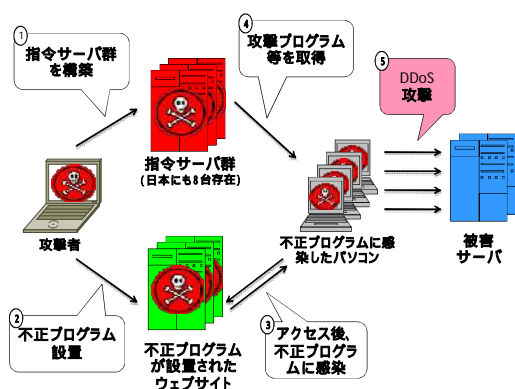 ①
指令サーバ群
を構築
指令サーバ群
(日本にも8台存在)
④
攻撃プログラム
等を取得
⑤
DDoS
攻撃
攻撃者
不正プログラムに感
染したパソコン
被害
サーバ
②
不正プログラム
設置
不正プログラム
が設置された
ウェブサイト
③
アクセス後、
不正プログラ
ムに感染